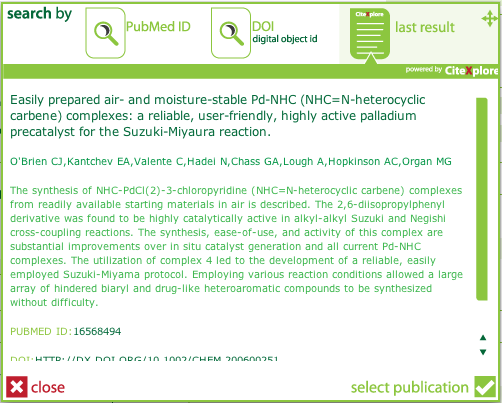 search by
PubMed ID
DOI
digital object id
CiteXplore
last result
powered by CiteXplore
Easily prepared air- and moisture-stable Pd-NHC (NHC=N-heterocyclic
carbene) complexes: a reliable, user-friendly, highly active palladium
precatalyst for the Suzuki-Miyaura reaction.
O'Brien CJ,Kantchev EA,Valente C,Hadei N,Chass GA,Lough A,Hopkinson AC,Organ MG
The synthesis of NHC-PdCl(2)-3-chloropyridine (NHC=N-heterocyclic carbene) complexes
from readily available starting materials in air is described. The 2,6-diisopropylphenyl
derivative was found to be highly catalytically active in alkyl-alkyl Suzuki and Negishi
cross-coupling reactions. The synthesis, ease-of-use, and activity of this complex are
substantial improvements over in situ catalyst generation and all current Pd-NHC
complexes. The utilization of complex 4 led to the development of a reliable, easily
employed Suzuki-Miyama protocol. Employing various reaction conditions allowed a large
array of hindered biaryl and drug-like heteroaromatic compounds to be synthesized
without difficulty.
PUBMED ID:16568494
DOI:HTTP://DX.DOI.ORG/10.1002/CHEM.200600251
close
select publication